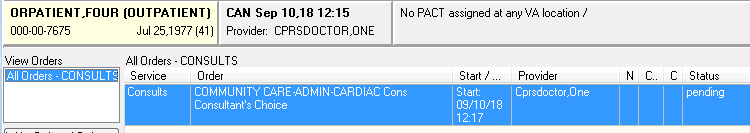 ORPATIENT,FOUR (OUTPATIENT)
000-00-7675 Jul 25,1977 (41)
CAN Sep 10,18 12:15
Provider: CPRSDOCTOR,ONE
No PACT assigned at any VA location /
View Orders
All Orders - CONSULTS
All Orders - CONSULTS
Service Order Start / ... Provider N C... C Status
Consults COMMUNITY CARE-ADMIN-CARDIAC Cons Start: Cprsdoctor,One pending
Consultant's Choice 09/10/18
12:17